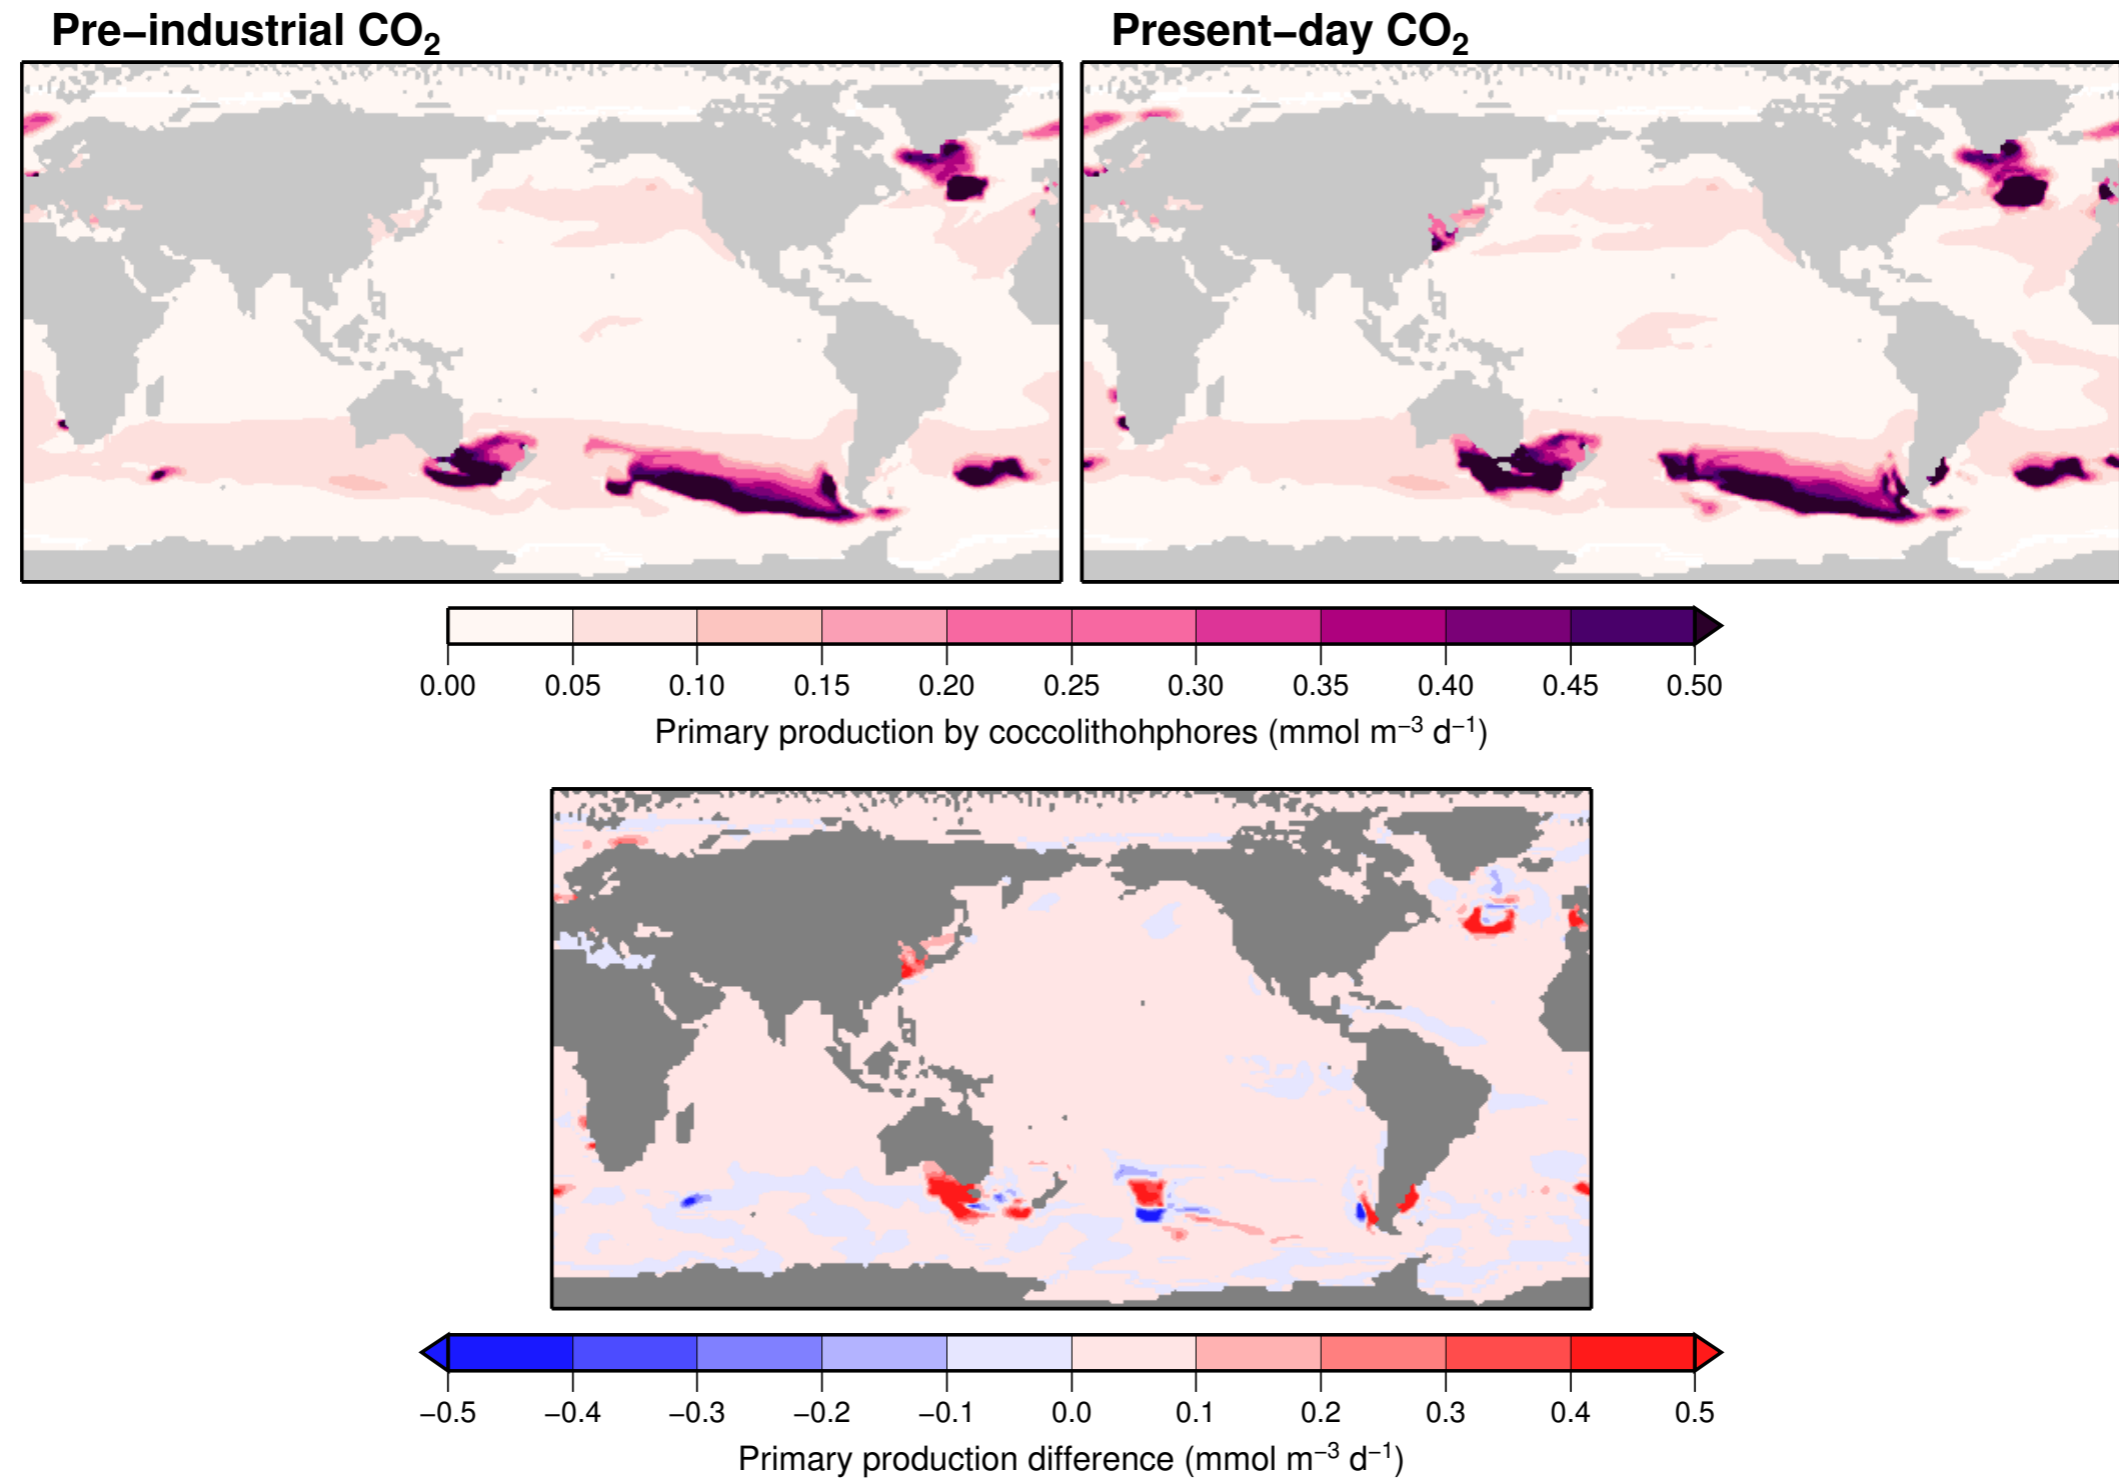 Pre−industrial CO₂
Present−day CO₂
0.00 0.05 0.10 0.15 0.20 0.25 0.30 0.35 0.40 0.45 0.50
Primary production by coccolithohphores (mmol m⁻³ d⁻¹)
−0.5 −0.4 −0.3 −0.2 −0.1 0.0 0.1 0.2 0.3 0.4 0.5
Primary production difference (mmol m⁻³ d⁻¹)